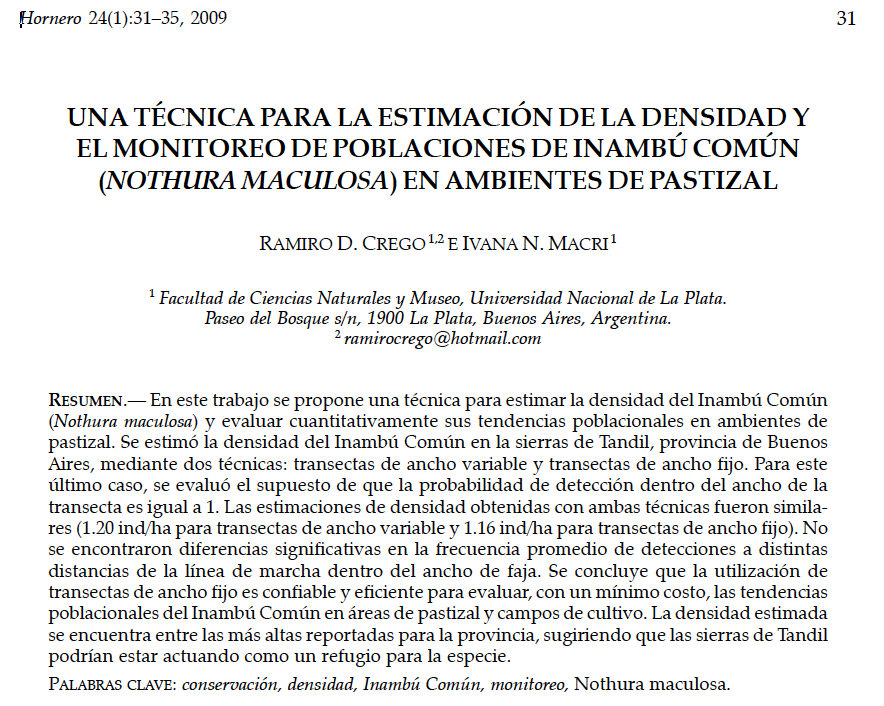 Hornero 24(1):31–35, 2009 31
UNA TÉCNICA PARA LA ESTIMACIÓN DE LA DENSIDAD Y
EL MONITOREO DE POBLACIONES DE INAMBÚ COMÚN
(NOTHURA MACULOSA) EN AMBIENTES DE PASTIZAL
RAMIRO D. CREGO 1,2 E IVANA N. MACRI 1
1 Facultad de Ciencias Naturales y Museo, Universidad Nacional de La Plata.
Paseo del Bosque s/n, 1900 La Plata, Buenos Aires, Argentina.
2 ramirocrego@hotmail.com
RESUMEN.— En este trabajo se propone una técnica para estimar la densidad del Inambú Común
(Nothura maculosa) y evaluar cuantitativamente sus tendencias poblacionales en ambientes de
pastizal. Se estimó la densidad del Inambú Común en la sierras de Tandil, provincia de Buenos
Aires, mediante dos técnicas: transectas de ancho variable y transectas de ancho fijo. Para este
último caso, se evaluó el supuesto de que la probabilidad de detección dentro del ancho de la
transecta es igual a 1. Las estimaciones de densidad obtenidas con ambas técnicas fueron simila-
res (1.20 ind/ha para transectas de ancho variable y 1.16 ind/ha para transectas de ancho fijo). No
se encontraron diferencias significativas en la frecuencia promedio de detecciones a distintas
distancias de la línea de marcha dentro del ancho de faja. Se concluye que la utilización de
transectas de ancho fijo es confiable y eficiente para evaluar, con un mínimo costo, las tendencias
poblacionales del Inambú Común en áreas de pastizal y campos de cultivo. La densidad estimada
se encuentra entre las más altas reportadas para la provincia, sugiriendo que las sierras de Tandil
podrían estar actuando como un refugio para la especie.
PALABRAS CLAVE: conservación, densidad, Inambú Común, monitoreo, Nothura maculosa.